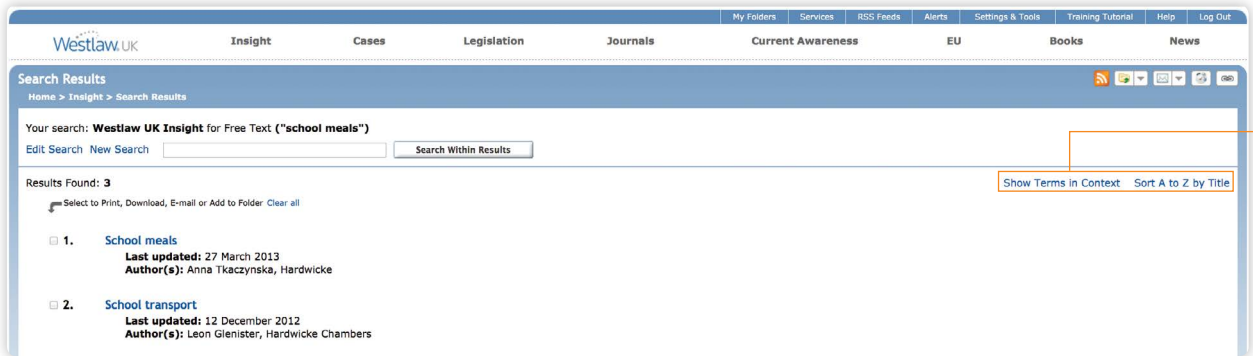 My Folders Services RSS Feeds Alerts Settings & Tools Training Tutorial Help Log Out
Westlaw.UK Insight Cases Legislation Journals Current Awareness EU Books News
Search Results
Home > Insight > Search Results
Your search: Westlaw UK Insight for Free Text ("school meals")
Edit Search New Search Search Within Results
Results Found: 3 Show Terms in Context Sort A to Z by Title
Select to Print, Download, E-mail or Add to Folder Clear all
1. School meals
Last updated: 27 March 2013
Author(s): Anna Tkaczynska, Hardwicke
2. School transport
Last updated: 12 December 2012
Author(s): Leon Glenister, Hardwicke Chambers